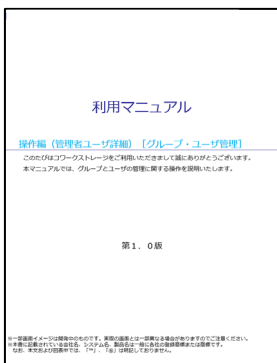 利用マニュアル
操作編（管理者ユーザ詳細）［グループ・ユーザ管理］
このたびはコワークストレージをご利用いただきまして誠にありがとうございます。
本マニュアルでは、グループとユーザの管理に関する操作を説明いたします。
第１．０版
※一部画面イメージは開発中のものです。実際の画面とは一部異なる場合がありますのでご注意ください。
※本書に記載されている会社名、システム名、製品名は一般に各社の登録商標または商標です。
なお、本文および図表中では、「™」、「®」は明記しておりません。